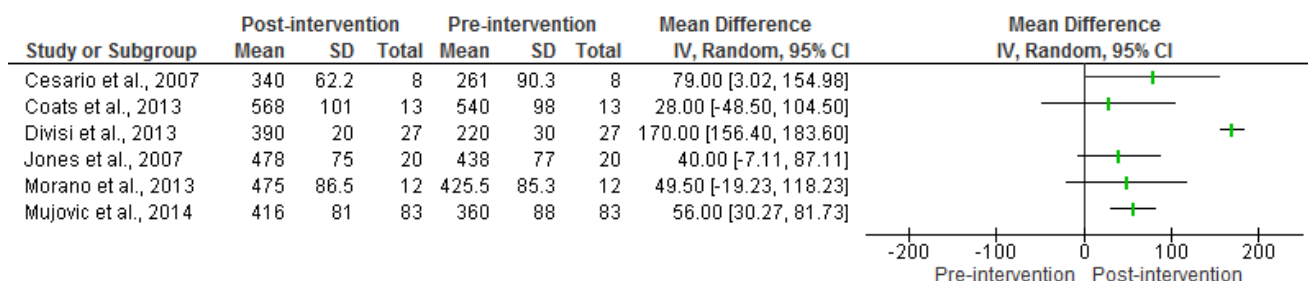 Post-intervention Pre-intervention Mean Difference Mean Difference
Study or Subgroup Mean SD Total Mean SD Total IV, Random, 95% CI IV, Random, 95% CI
Cesario et al., 2007 340 62.2 8 261 90.3 8 79.00 [3.02, 154.98]
Coats et al., 2013 568 101 13 540 98 13 28.00 [-48.50, 104.50]
Divisi et al., 2013 390 20 27 220 30 27 170.00 [156.40, 183.60]
Jones et al., 2007 478 75 20 438 77 20 40.00 [-7.11, 87.11]
Morano et al., 2013 475 86.5 12 425.5 85.3 12 49.50 [-19.23, 118.23]
Mujovic et al., 2014 416 81 83 360 88 83 56.00 [30.27, 81.73]
-200 -100 0 100 200
Pre-intervention Post-intervention